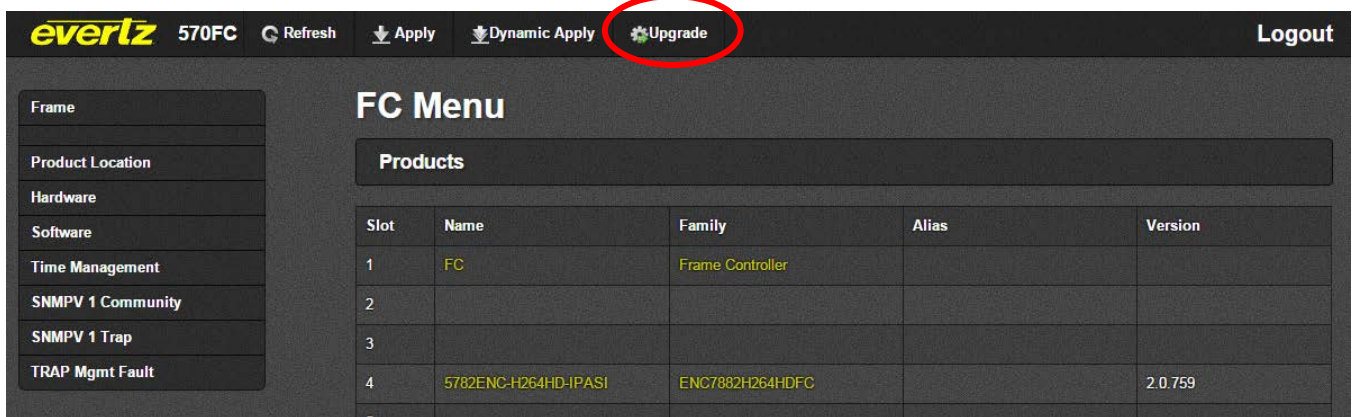 evertz 570FC Refresh Apply Dynamic Apply Upgrade Logout
Frame
Product Location
Hardware
Software
Time Management
SNMPV 1 Community
SNMPV 1 Trap
TRAP Mgmt Fault
FC Menu
Products
Slot Name Family Alias Version
1 FC Frame Controller
2
3
4 5782ENC-H264HD-IPASI ENC7882H264HDFC 2.0.759